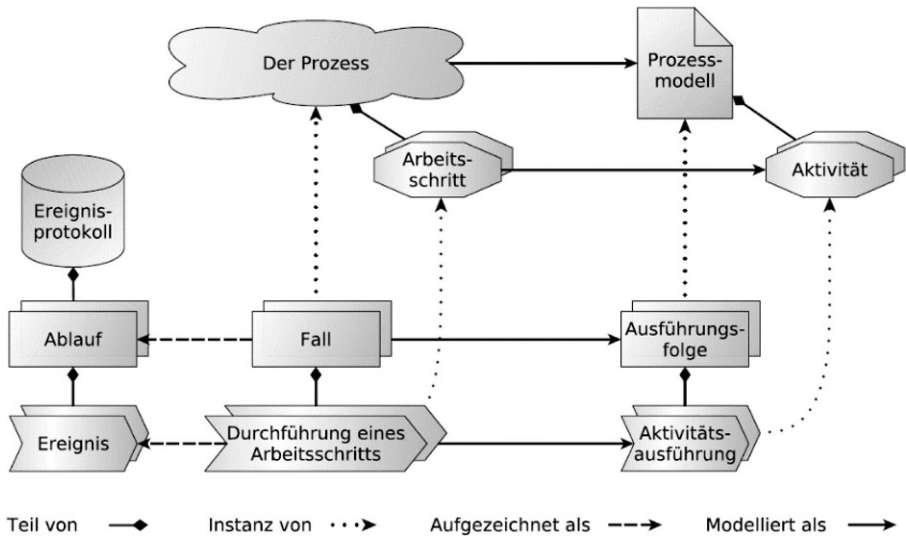 Der Prozess
Prozess-
modell
Arbeits-
schritt
Aktivität
Ereignis-
protokoll
Ablauf
Fall
Ausführungs-
folge
Ereignis
Durchführung eines
Arbeitsschritts
Aktivitäts-
ausführung
Teil von
Instanz von
Aufgezeichnet als
Modelliert als